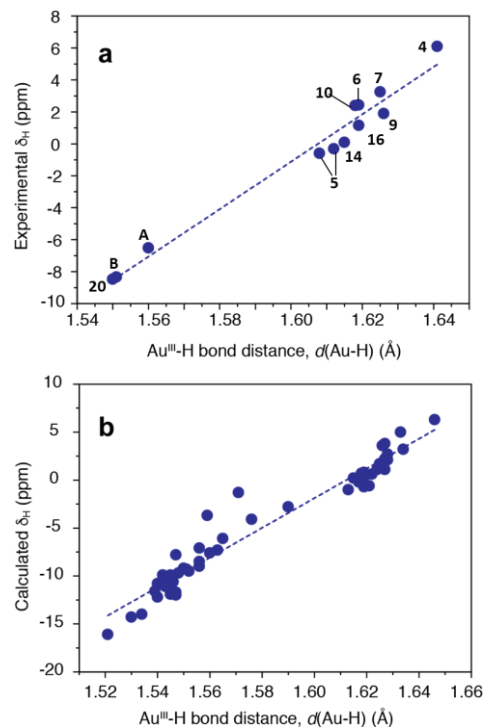 a
8
6
4
2
0
-2
-4
-6
-8
-10
Experimental δH (ppm)
4
7
6
10
9
16
14
5
A
B
20
1.54 1.56 1.58 1.60 1.62 1.64
Auᴵᴵᴵ-H bond distance, d(Au-H) (Å)
b
10
5
0
-5
-10
-15
-20
Calculated δH (ppm)
1.52 1.54 1.56 1.58 1.60 1.62 1.64 1.66
Auᴵᴵᴵ-H bond distance, d(Au-H) (Å)